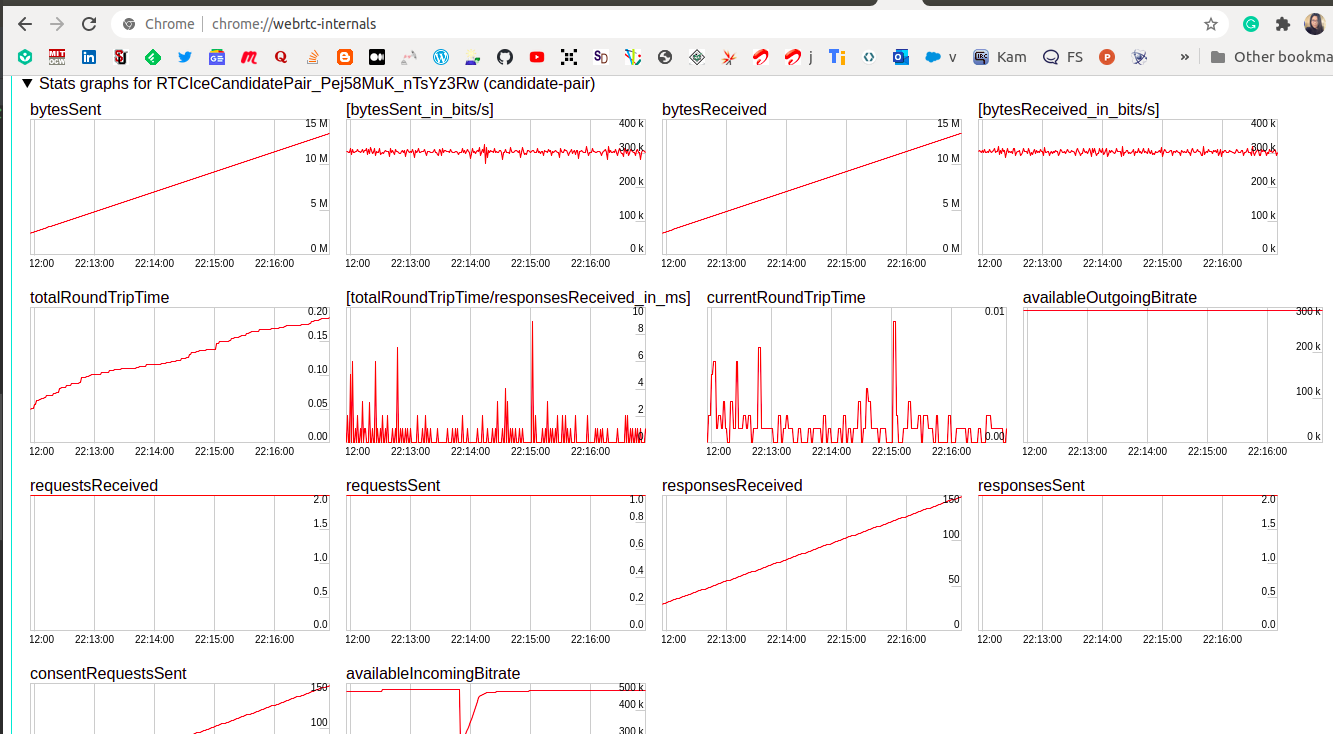 Chrome | chrome://webrtc-internals
MIT OCW GE Q SD Ti v Kam FS P » Other bookma
▼ Stats graphs for RTCIceCandidatePair_Pej58MuK_nTsYz3Rw (candidate-pair)
bytesSent [bytesSent_in_bits/s] bytesReceived [bytesReceived_in_bits/s]
15 M 400 k 15 M 400 k
10 M 300 k 10 M 300 k
200 k 200 k
5 M 100 k 5 M 100 k
0 M 0 k 0 M 0 k
12:00 22:13:00 22:14:00 22:15:00 22:16:00 12:00 22:13:00 22:14:00 22:15:00 22:16:00 12:00 22:13:00 22:14:00 22:15:00 22:16:00 12:00 22:13:00 22:14:00 22:15:00 22:16:00
totalRoundTripTime [totalRoundTripTime/responsesReceived_in_ms] currentRoundTripTime availableOutgoingBitrate
0.20 10 0.01 300 k
0.15 8 200 k
0.10 6
0.05 4 100 k
2
0.00 0 0.00 0 k
12:00 22:13:00 22:14:00 22:15:00 22:16:00 12:00 22:13:00 22:14:00 22:15:00 22:16:00 12:00 22:13:00 22:14:00 22:15:00 22:16:00 12:00 22:13:00 22:14:00 22:15:00 22:16:00
requestsReceived requestsSent responsesReceived responsesSent
2.0 1.0 150 2.0
1.5 0.8 100 1.5
1.0 0.6 1.0
0.5 0.4 50 0.5
0.2
0.0 0.0 0 0.0
12:00 22:13:00 22:14:00 22:15:00 22:16:00 12:00 22:13:00 22:14:00 22:15:00 22:16:00 12:00 22:13:00 22:14:00 22:15:00 22:16:00 12:00 22:13:00 22:14:00 22:15:00 22:16:00
consentRequestsSent availableIncomingBitrate
150 500 k
400 k
100 300 k